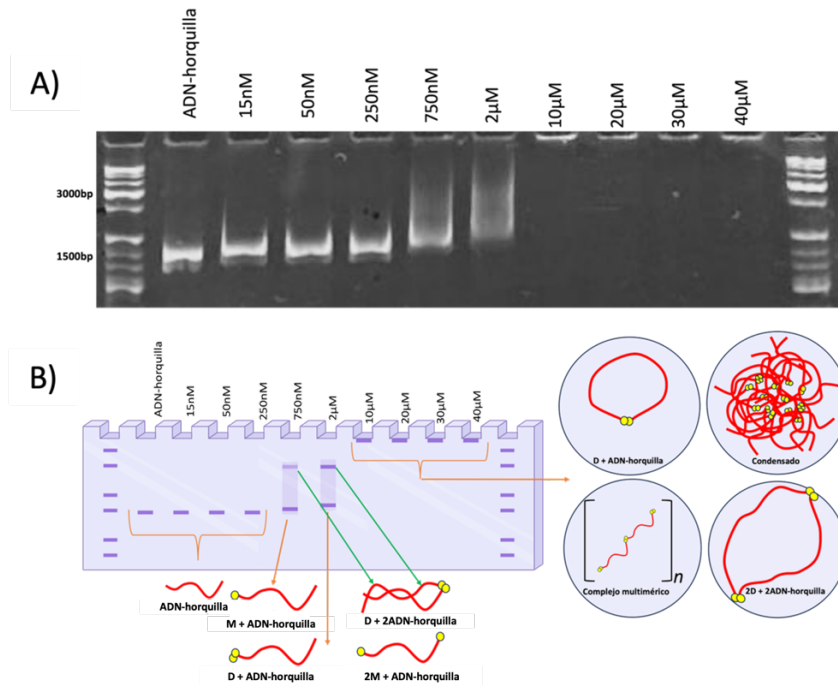 A)
ADN-horquilla
15nM
50nM
250nM
750nM
2µM
10µM
20µM
30µM
40µM
3000bp
1500bp
B)
ADN-horquilla
15nM
50nM
250nM
750nM
2µM
10µM
20µM
30µM
40µM
D + ADN-horquilla
Condensado
Complejo multimérico
n
2D + 2ADN-horquilla
ADN-horquilla
M + ADN-horquilla
D + 2ADN-horquilla
D + ADN-horquilla
2M + ADN-horquilla